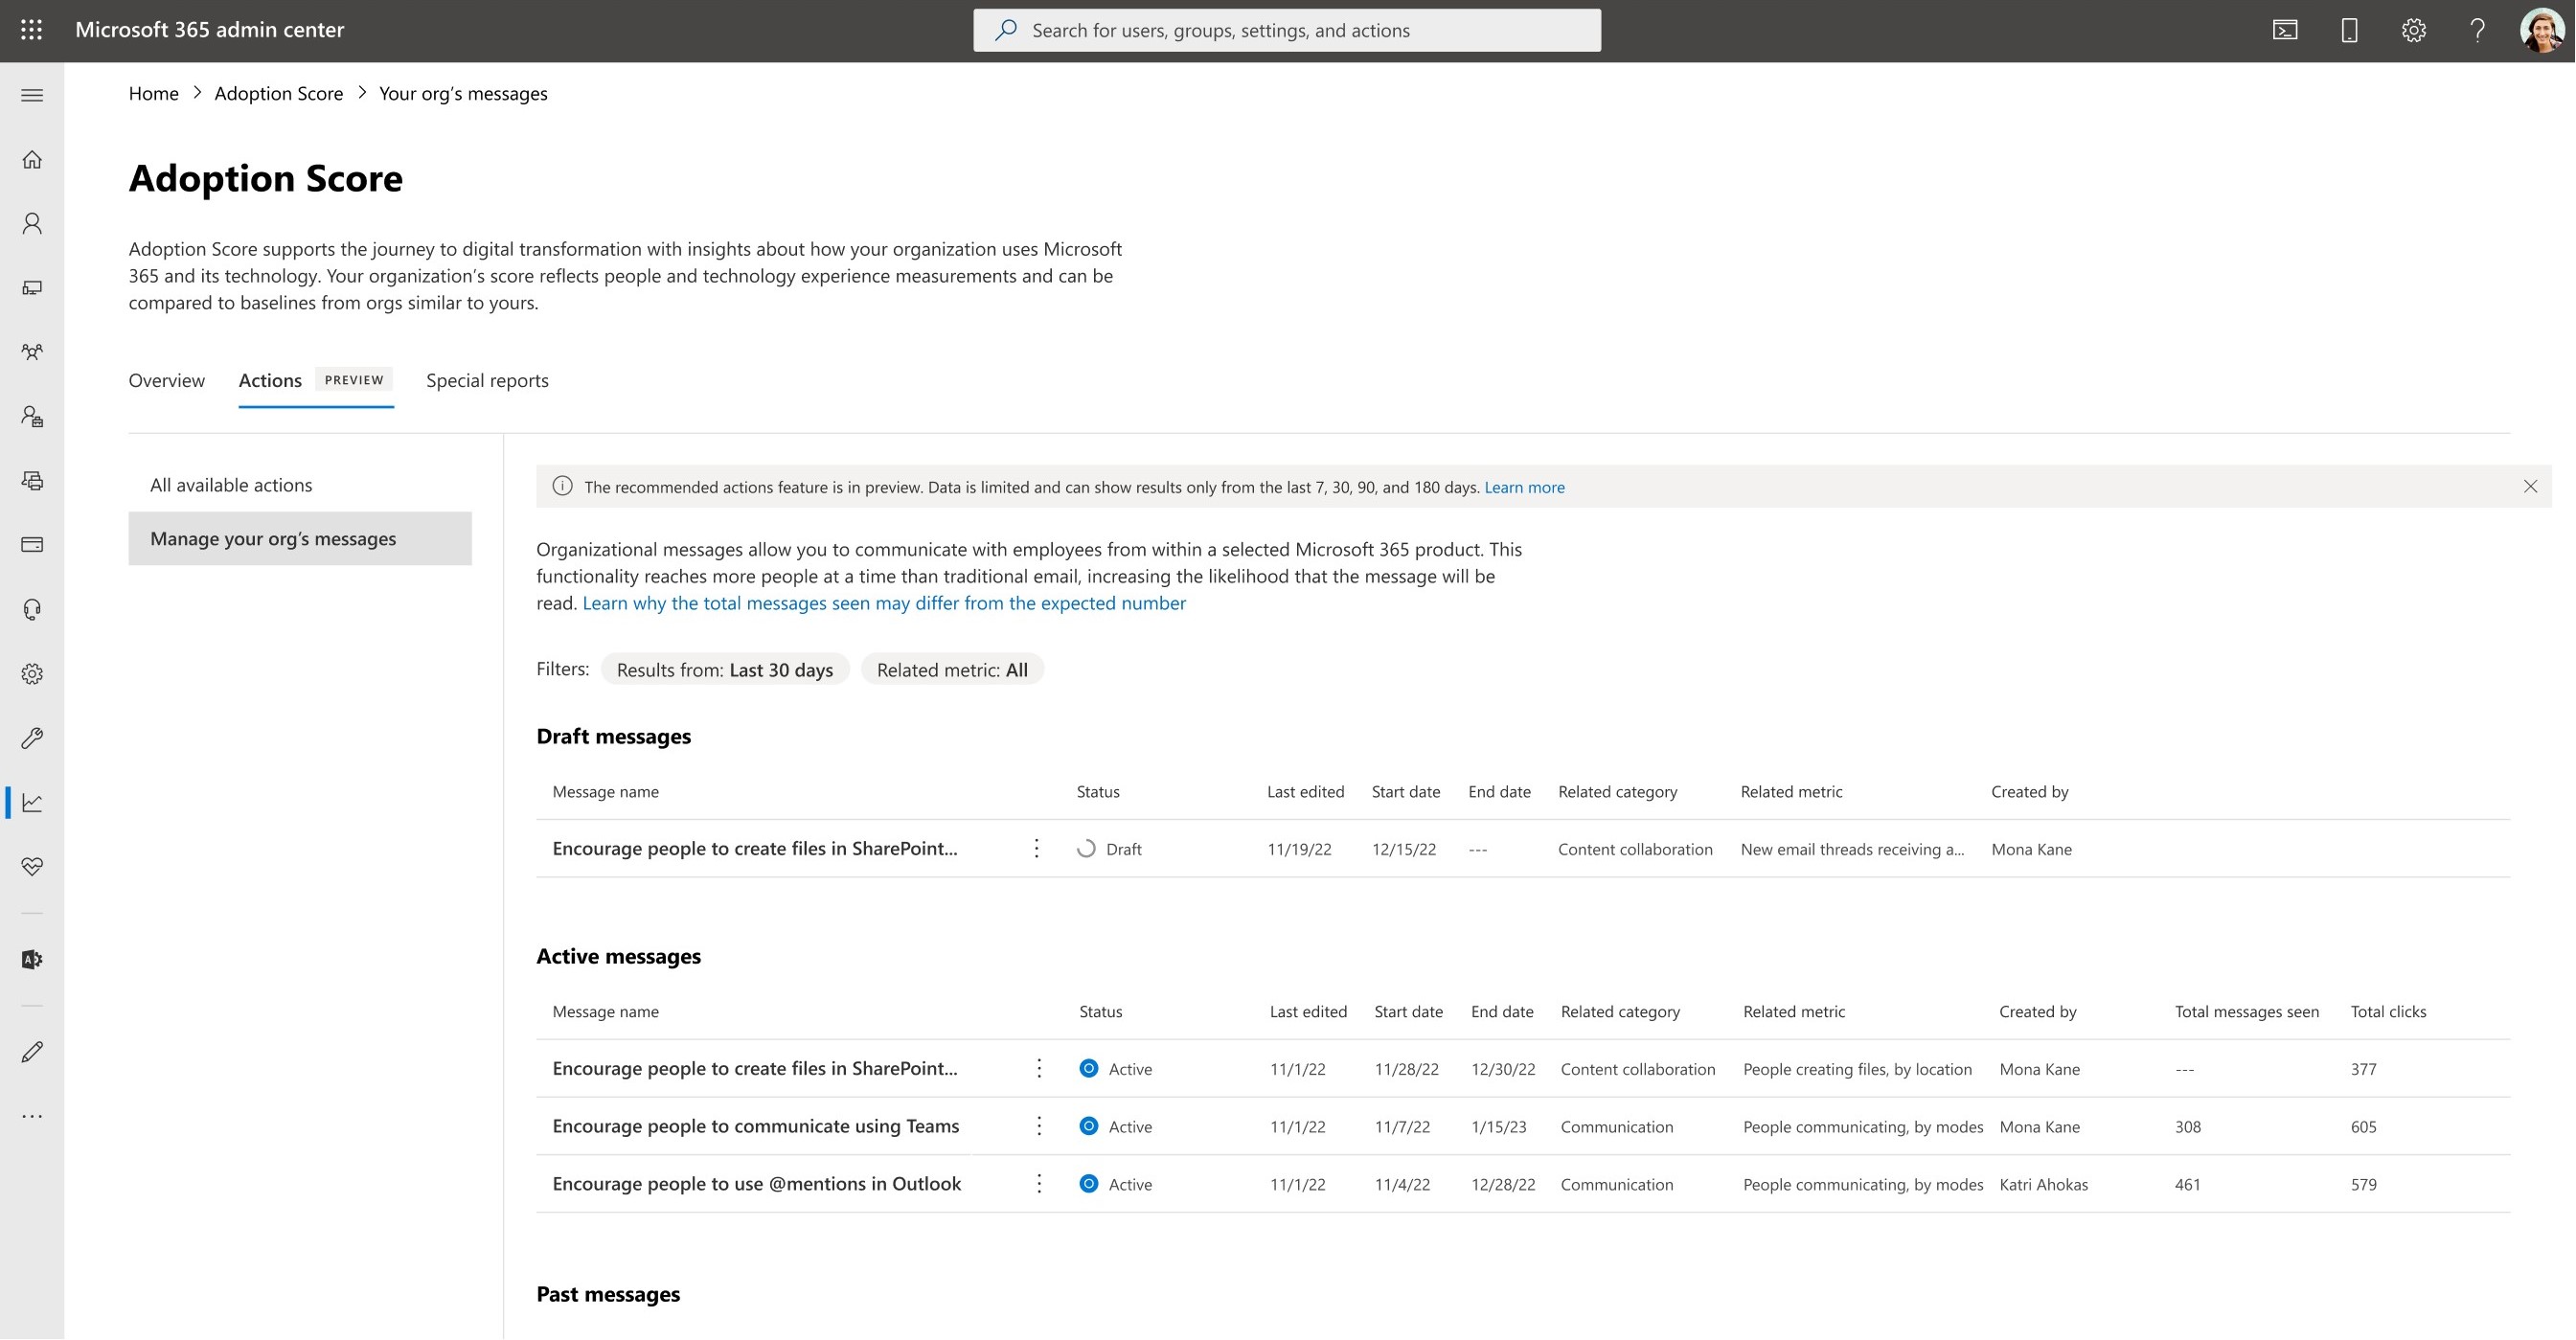 Microsoft 365 admin center
Search for users, groups, settings, and actions
Home > Adoption Score > Your org’s messages
Adoption Score
Adoption Score supports the journey to digital transformation with insights about how your organization uses Microsoft
365 and its technology. Your organization’s score reflects people and technology experience measurements and can be
compared to baselines from orgs similar to yours.
Overview Actions PREVIEW Special reports
All available actions
Manage your org’s messages
The recommended actions feature is in preview. Data is limited and can show results only from the last 7, 30, 90, and 180 days. Learn more
Organizational messages allow you to communicate with employees from within a selected Microsoft 365 product. This
functionality reaches more people at a time than traditional email, increasing the likelihood that the message will be
read. Learn why the total messages seen may differ from the expected number
Filters: Results from: Last 30 days Related metric: All
Draft messages
Message name Status Last edited Start date End date Related category Related metric Created by
Encourage people to create files in SharePoint... Draft 11/19/22 12/15/22 --- Content collaboration New email threads receiving a... Mona Kane
Active messages
Message name Status Last edited Start date End date Related category Related metric Created by Total messages seen Total clicks
Encourage people to create files in SharePoint... Active 11/1/22 11/28/22 12/30/22 Content collaboration People creating files, by location Mona Kane --- 377
Encourage people to communicate using Teams Active 11/1/22 11/7/22 1/15/23 Communication People communicating, by modes Mona Kane 308 605
Encourage people to use @mentions in Outlook Active 11/1/22 11/4/22 12/28/22 Communication People communicating, by modes Katri Ahokas 461 579
Past messages